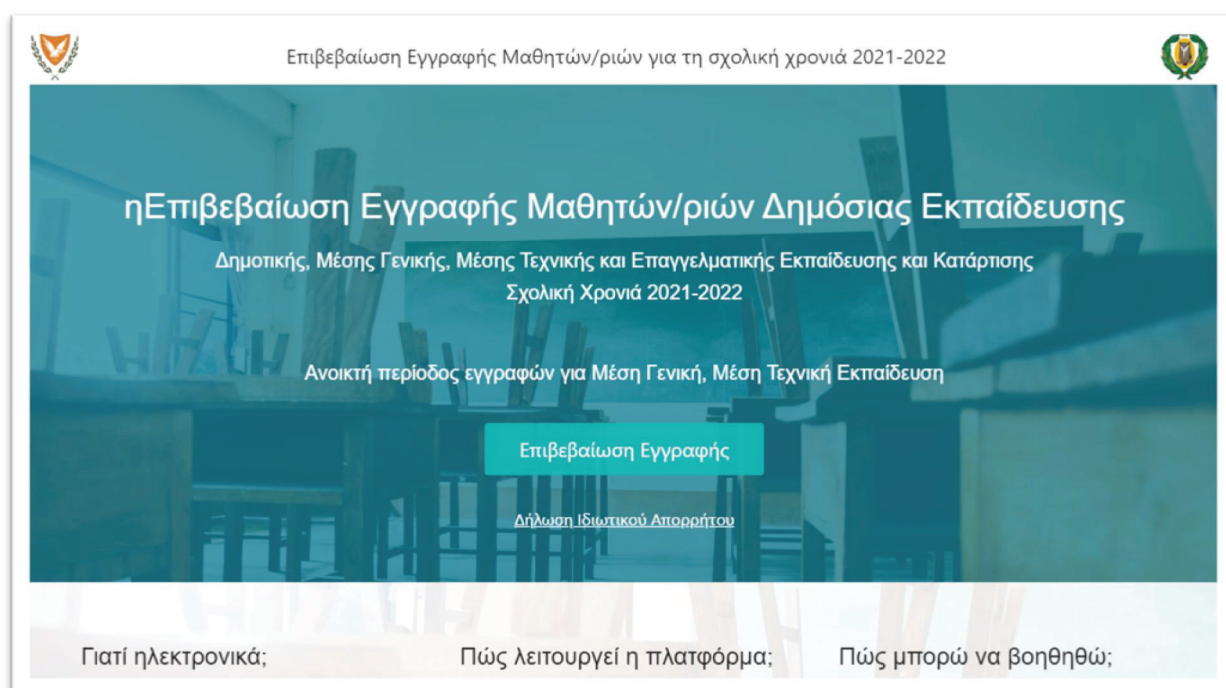 Επιβεβαίωση Εγγραφής Μαθητών/ριών για τη σχολική χρονιά 2021-2022
ηΕπιβεβαίωση Εγγραφής Μαθητών/ριών Δημόσιας Εκπαίδευσης
Δημοτικής, Μέσης Γενικής, Μέσης Τεχνικής και Επαγγελματικής Εκπαίδευσης και Κατάρτισης
Σχολική Χρονιά 2021-2022
Ανοικτή περίοδος εγγραφών για Μέση Γενική, Μέση Τεχνική Εκπαίδευση
Επιβεβαίωση Εγγραφής
Δήλωση Ιδιωτικού Απορρήτου
Γιατί ηλεκτρονικά; Πώς λειτουργεί η πλατφόρμα; Πώς μπορώ να βοηθηθώ;